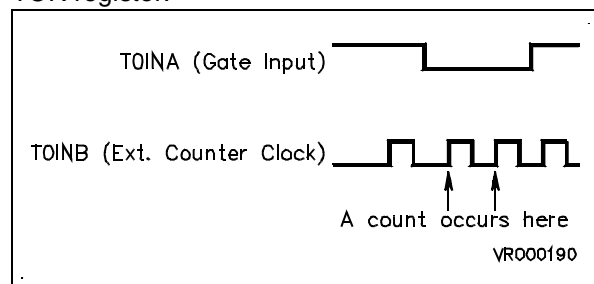 T0INA (Gate Input)
T0INB (Ext. Counter Clock)
A count occurs here
VR000190